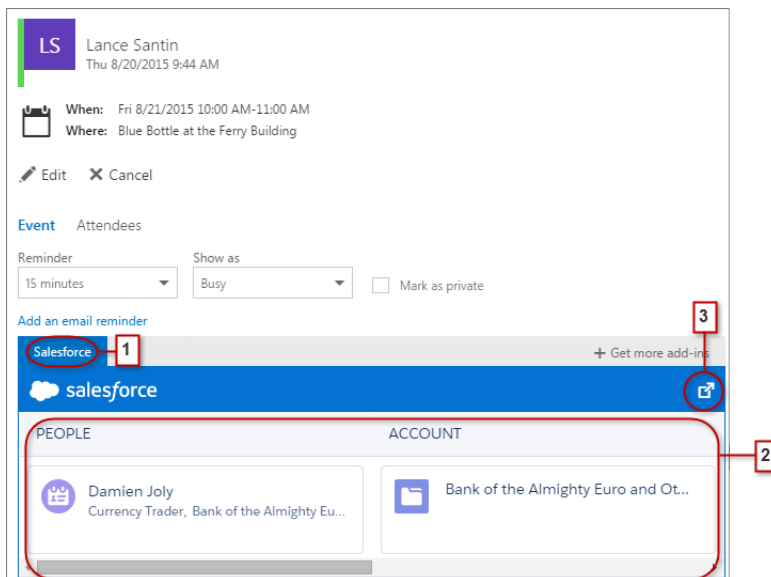 LS
Lance Santin
Thu 8/20/2015 9:44 AM
When: Fri 8/21/2015 10:00 AM-11:00 AM
Where: Blue Bottle at the Ferry Building
Edit Cancel
Event Attendees
Reminder Show as
15 minutes Busy Mark as private
Add an email reminder
3
Salesforce 1 + Get more add-ins
salesforce
PEOPLE ACCOUNT
2
Damien Joly Bank of the Almighty Euro and Ot...
Currency Trader, Bank of the Almighty Eu...